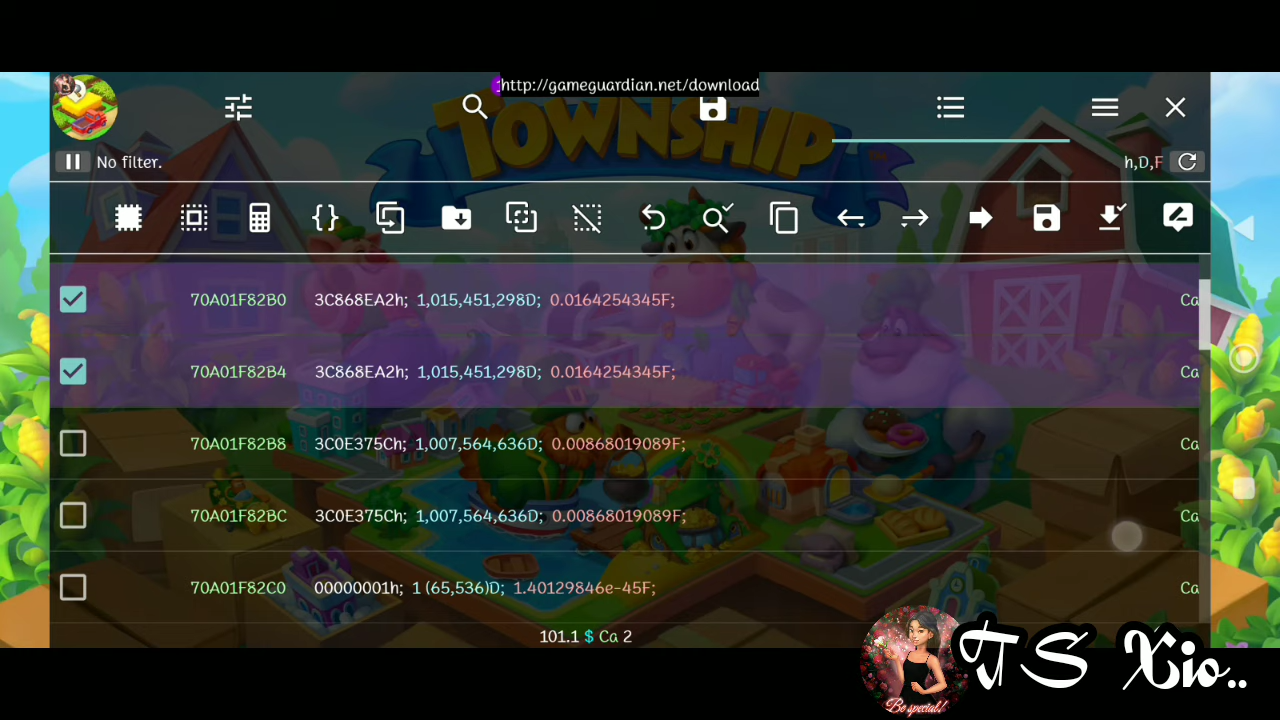 http://gameguardian.net/download
TOWNSHIP
No filter.
h,D,F
70A01F82B0 3C868EA2h; 1,015,451,298D; 0.0164254345F; Ca
70A01F82B4 3C868EA2h; 1,015,451,298D; 0.0164254345F; Ca
70A01F82B8 3C0E375Ch; 1,007,564,636D; 0.00868019089F; Ca
70A01F82BC 3C0E375Ch; 1,007,564,636D; 0.00868019089F; Ca
70A01F82C0 00000001h; 1 (65,536)D; 1.40129846e-45F; Ca
101.1 $ Ca 2
Be special!
TS Xio..